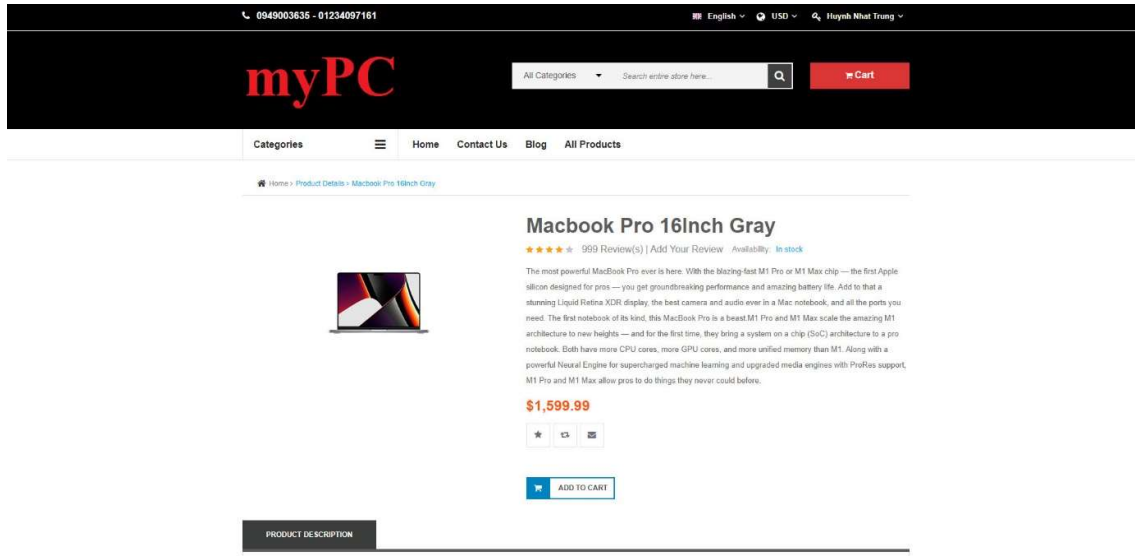 0949003635 - 01234097161
English
USD
Huynh Nhat Trung
myPC
All Categories
Search entire store here...
Cart
Categories
Home
Contact Us
Blog
All Products
Home > Product Details > Macbook Pro 16Inch Gray
Macbook Pro 16Inch Gray
999 Review(s) | Add Your Review
Availability: In stock
The most powerful MacBook Pro ever is here. With the blazing-fast M1 Pro or M1 Max chip — the first Apple
silicon designed for pros — you get groundbreaking performance and amazing battery life. Add to that a
stunning Liquid Retina XDR display, the best camera and audio ever in a Mac notebook, and all the ports you
need. The first notebook of its kind, this MacBook Pro is a beast.M1 Pro and M1 Max scale the amazing M1
architecture to new heights — and for the first time, they bring a system on a chip (SoC) architecture to a pro
notebook. Both have more CPU cores, more GPU cores, and more unified memory than M1. Along with a
powerful Neural Engine for supercharged machine learning and upgraded media engines with ProRes support,
M1 Pro and M1 Max allow pros to do things they never could before.
$1,599.99
ADD TO CART
PRODUCT DESCRIPTION